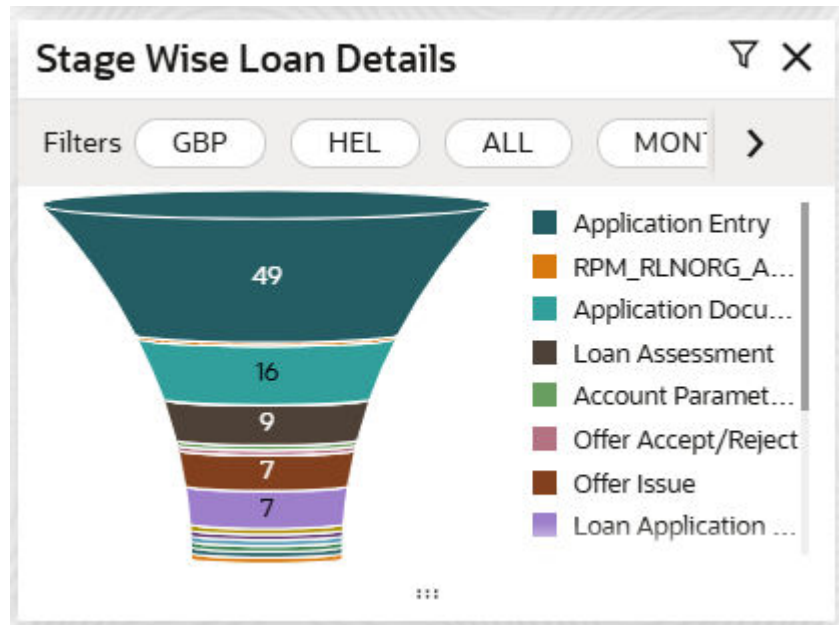 Stage Wise Loan Details
Filters GBP HEL ALL MON
49
16
9
7
7
Application Entry
RPM_RLNORG_A...
Application Docu...
Loan Assessment
Account Paramet...
Offer Accept/Reject
Offer Issue
Loan Application ...